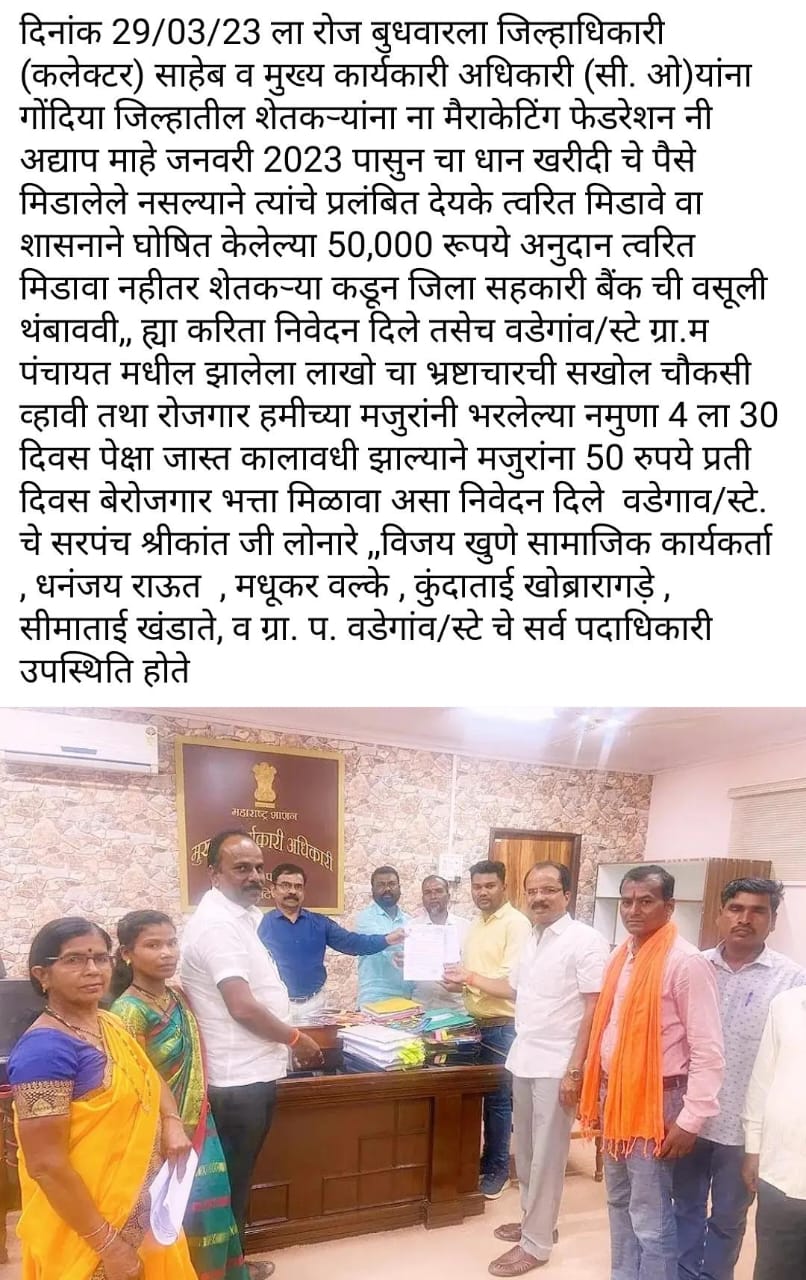 दिनांक 29/03/23 ला रोज बुधवारला जिल्हाधिकारी
(कलेक्टर) साहेब व मुख्य कार्यकारी अधिकारी (सी. ओ)यांना
गोंदिया जिल्हातील शेतकऱ्यांना ना मैराकेटिंग फेडरेशन नी
अद्याप माहे जनवरी 2023 पासुन चा धान खरीदी चे पैसे
मिडालेले नसल्याने त्यांचे प्रलंबित देयके त्वरित मिडावे वा
शासनाने घोषित केलेल्या 50,000 रूपये अनुदान त्वरित
मिडावा नहीतर शेतकऱ्या कडून जिला सहकारी बैंक ची वसूली
थंबाववी,, ह्या करिता निवेदन दिले तसेच वडेगांव/स्टे ग्रा.म
पंचायत मधील झालेला लाखो चा भ्रष्टाचारची सखोल चौकसी
व्हावी तथा रोजगार हमीच्या मजुरांनी भरलेल्या नमुणा 4 ला 30
दिवस पेक्षा जास्त कालावधी झाल्याने मजुरांना 50 रुपये प्रती
दिवस बेरोजगार भत्ता मिळावा असा निवेदन दिले वडेगाव/स्टे.
चे सरपंच श्रीकांत जी लोनारे ,,विजय खुणे सामाजिक कार्यकर्ता
, धनंजय राऊत , मधूकर वल्के , कुंदाताई खोब्रारागड़े ,
सीमाताई खंडाते, व ग्रा. प. वडेगांव/स्टे चे सर्व पदाधिकारी
उपस्थिति होते
महाराष्ट्र शासन
अधिकारी